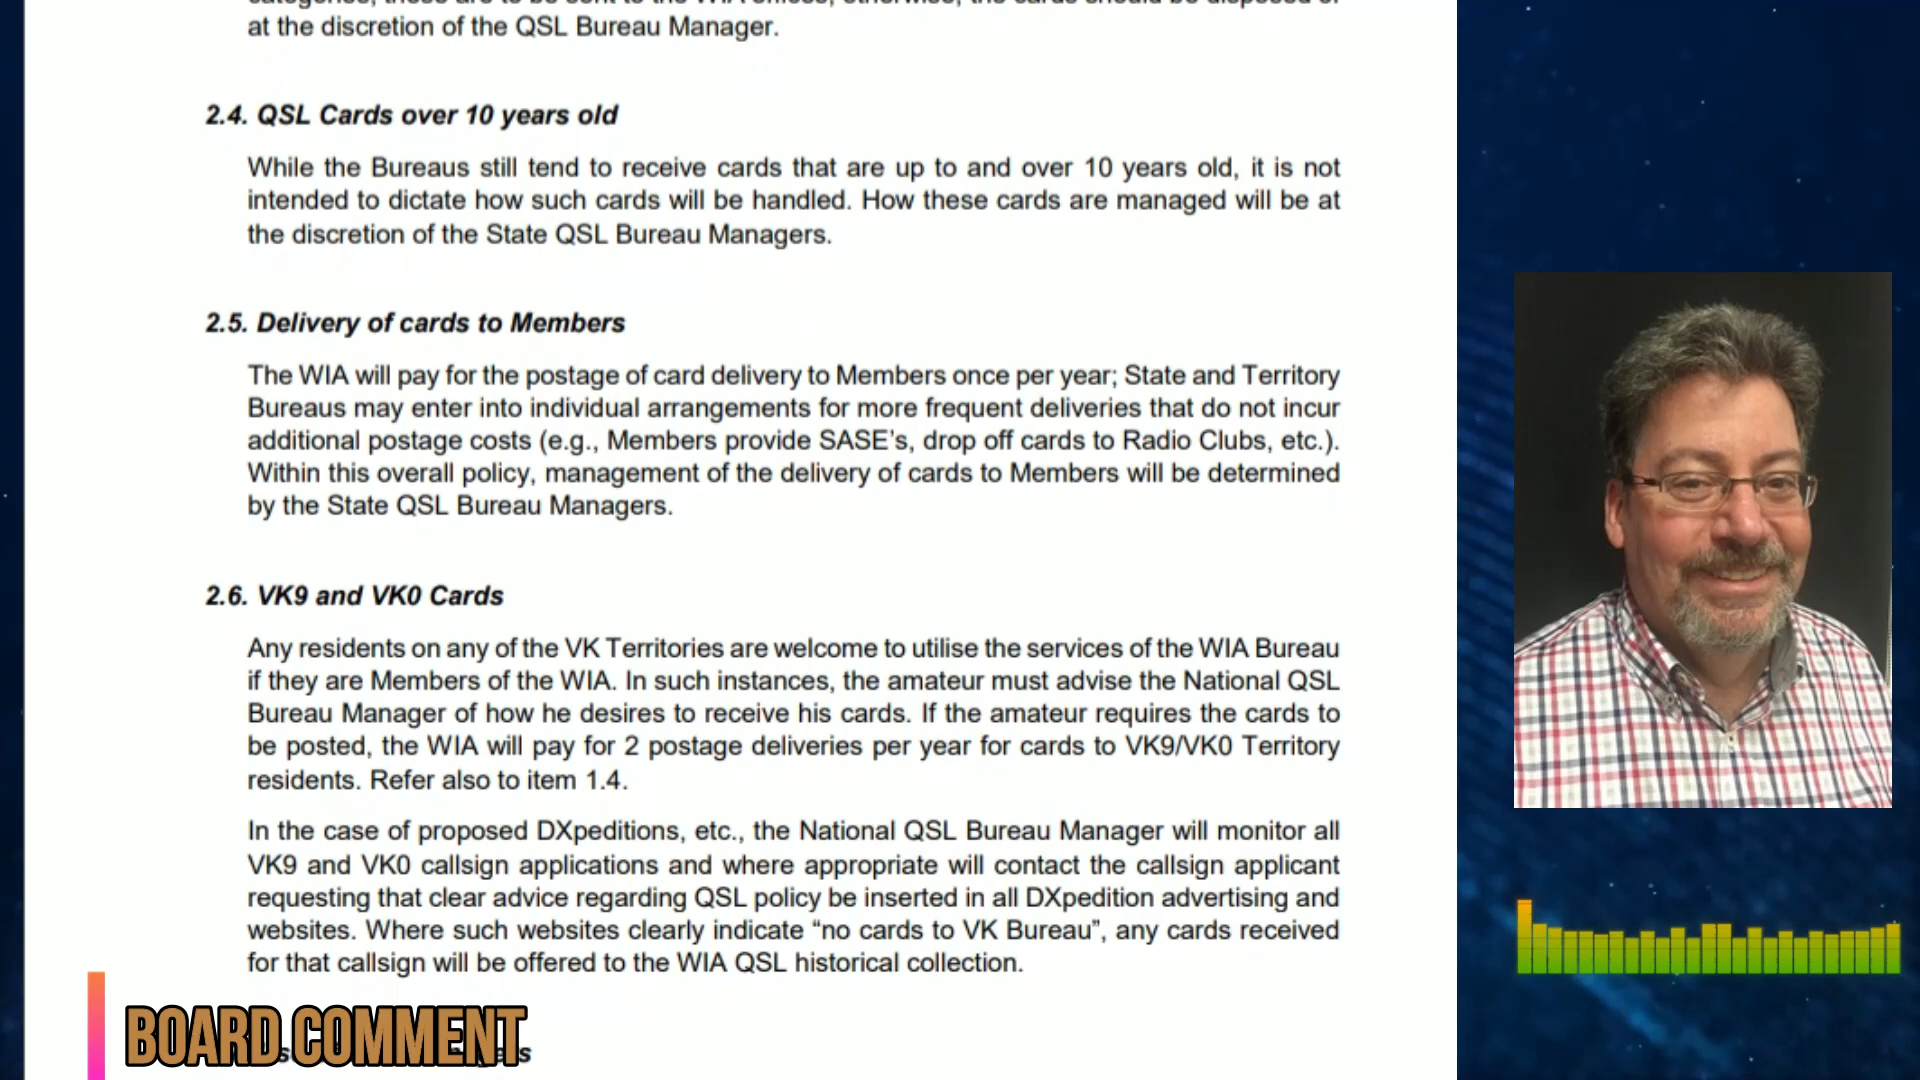 at the discretion of the QSL Bureau Manager.
2.4. QSL Cards over 10 years old
While the Bureaus still tend to receive cards that are up to and over 10 years old, it is not
intended to dictate how such cards will be handled. How these cards are managed will be at
the discretion of the State QSL Bureau Managers.
2.5. Delivery of cards to Members
The WIA will pay for the postage of card delivery to Members once per year; State and Territory
Bureaus may enter into individual arrangements for more frequent deliveries that do not incur
additional postage costs (e.g., Members provide SASE's, drop off cards to Radio Clubs, etc.).
Within this overall policy, management of the delivery of cards to Members will be determined
by the State QSL Bureau Managers.
2.6. VK9 and VK0 Cards
Any residents on any of the VK Territories are welcome to utilise the services of the WIA Bureau
if they are Members of the WIA. In such instances, the amateur must advise the National QSL
Bureau Manager of how he desires to receive his cards. If the amateur requires the cards to
be posted, the WIA will pay for 2 postage deliveries per year for cards to VK9/VK0 Territory
residents. Refer also to item 1.4.
In the case of proposed DXpeditions, etc., the National QSL Bureau Manager will monitor all
VK9 and VK0 callsign applications and where appropriate will contact the callsign applicant
requesting that clear advice regarding QSL policy be inserted in all DXpedition advertising and
websites. Where such websites clearly indicate “no cards to VK Bureau”, any cards received
for that callsign will be offered to the WIA QSL historical collection.
BOARD COMMENT